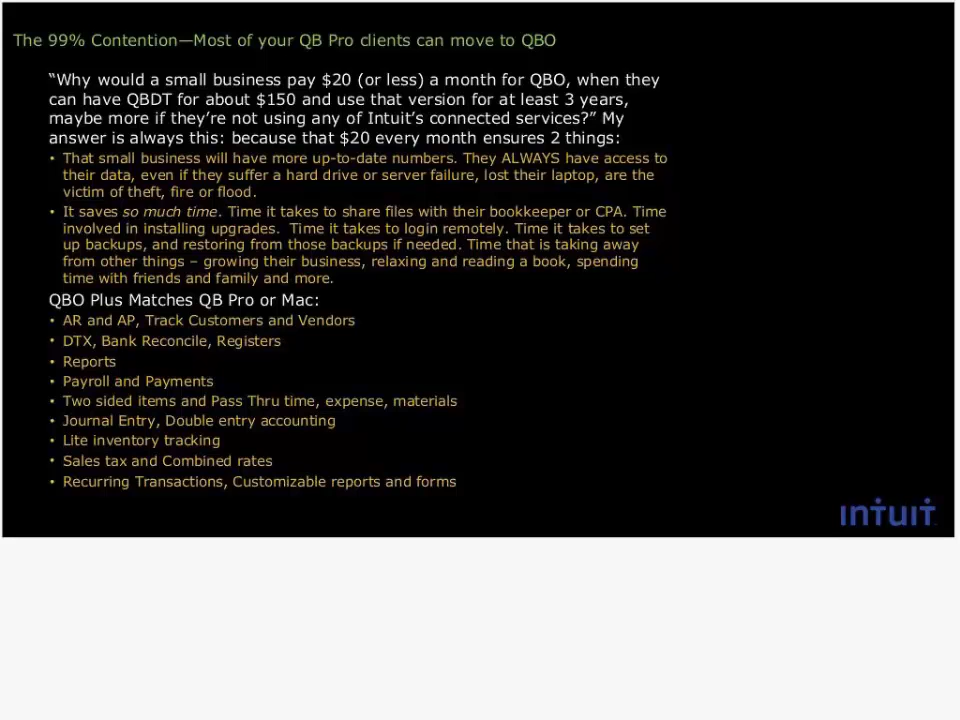 The 99% Contention—Most of your QB Pro clients can move to QBO
“Why would a small business pay $20 (or less) a month for QBO, when they
can have QBDT for about $150 and use that version for at least 3 years,
maybe more if they’re not using any of Intuit’s connected services?” My
answer is always this: because that $20 every month ensures 2 things:
• That small business will have more up-to-date numbers. They ALWAYS have access to
their data, even if they suffer a hard drive or server failure, lost their laptop, are the
victim of theft, fire or flood.
• It saves so much time. Time it takes to share files with their bookkeeper or CPA. Time
involved in installing upgrades.  Time it takes to login remotely. Time it takes to set
up backups, and restoring from those backups if needed. Time that is taking away
from other things – growing their business, relaxing and reading a book, spending
time with friends and family and more.
QBO Plus Matches QB Pro or Mac:
• AR and AP, Track Customers and Vendors
• DTX, Bank Reconcile, Registers
• Reports
• Payroll and Payments
• Two sided items and Pass Thru time, expense, materials
• Journal Entry, Double entry accounting
• Lite inventory tracking
• Sales tax and Combined rates
• Recurring Transactions, Customizable reports and forms
intuit